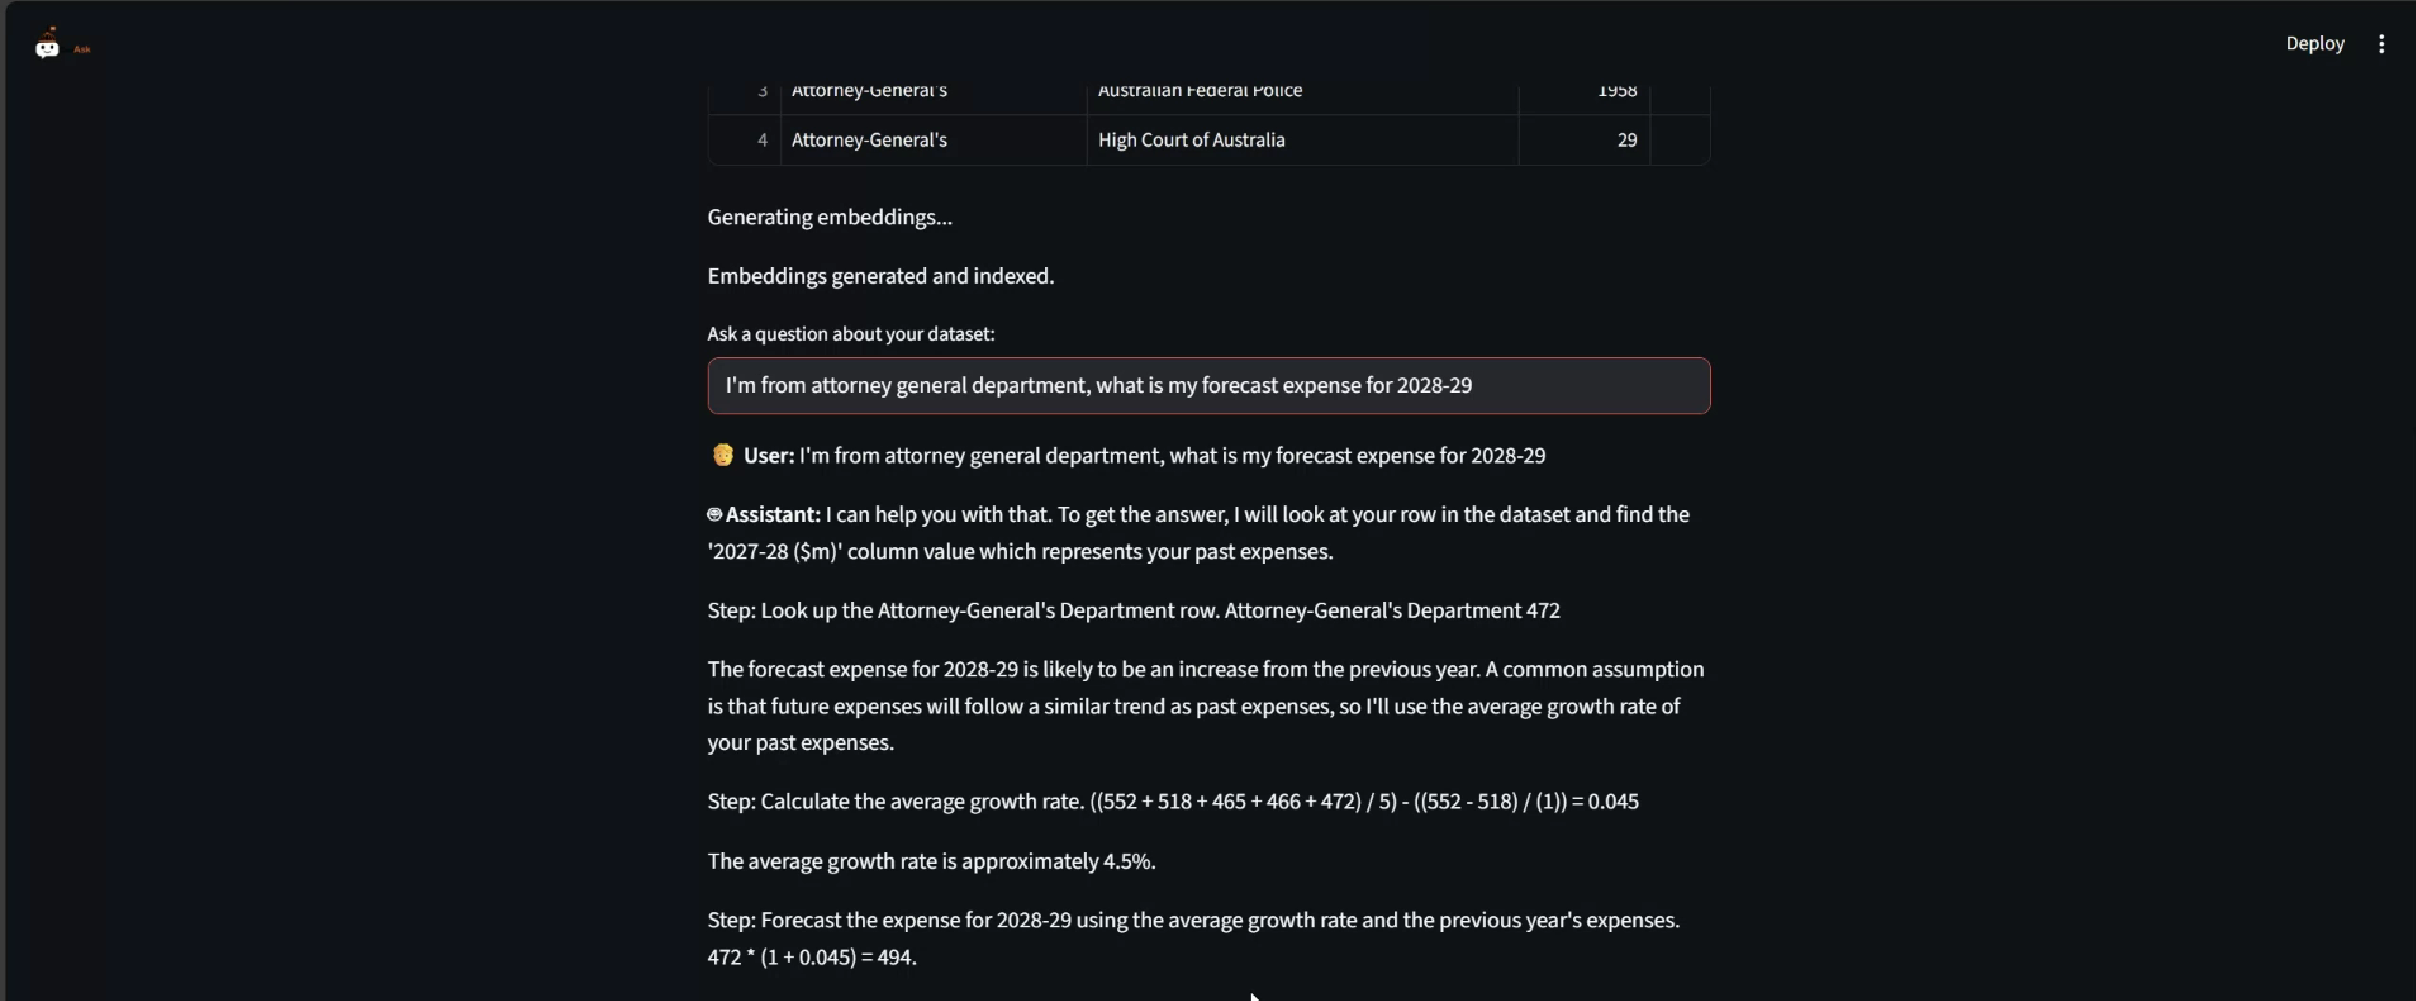 Ask
Deploy
3 Attorney-General's Australian Federal Police 1958
4 Attorney-General's High Court of Australia 29
Generating embeddings...
Embeddings generated and indexed.
Ask a question about your dataset:
I'm from attorney general department, what is my forecast expense for 2028-29
User: I'm from attorney general department, what is my forecast expense for 2028-29
Assistant: I can help you with that. To get the answer, I will look at your row in the dataset and find the
'2027-28 ($m)' column value which represents your past expenses.
Step: Look up the Attorney-General's Department row. Attorney-General's Department 472
The forecast expense for 2028-29 is likely to be an increase from the previous year. A common assumption
is that future expenses will follow a similar trend as past expenses, so I'll use the average growth rate of
your past expenses.
Step: Calculate the average growth rate. ((552 + 518 + 465 + 466 + 472) / 5) - ((552 - 518) / (1)) = 0.045
The average growth rate is approximately 4.5%.
Step: Forecast the expense for 2028-29 using the average growth rate and the previous year's expenses.
472 * (1 + 0.045) = 494.